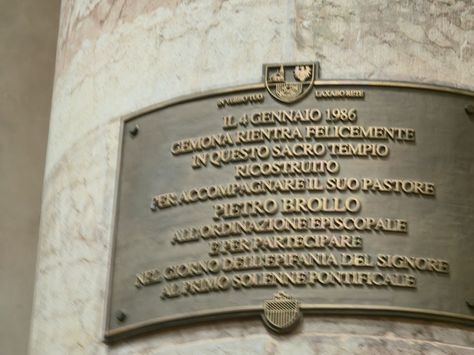 IN VERBO TUO LAXABO RETE
IL 4 GENNAIO 1986
GEMONA RIENTRA FELICEMENTE
IN QUESTO SACRO TEMPIO
RICOSTRUITO
PER ACCOMPAGNARE IL SUO PASTORE
PIETRO BROLLO
ALL'ORDINAZIONE EPISCOPALE
E PER PARTECIPARE
NEL GIORNO DELL'EPIFANIA DEL SIGNORE
AL PRIMO SOLENNE PONTIFICALE